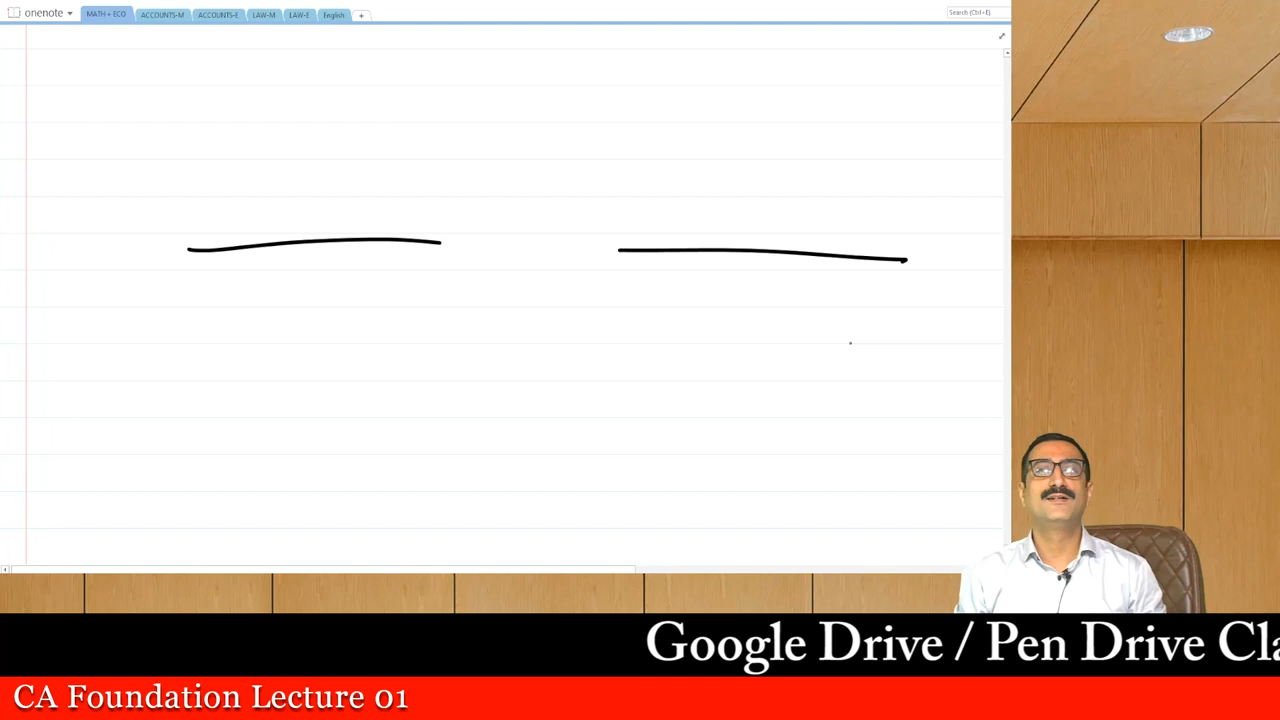 onenote MATH + ECO ACCOUNTS-M ACCOUNTS-E LAW-M LAW-E English + Search (Ctrl+E)
Google Drive / Pen Drive Cla
CA Foundation Lecture 01